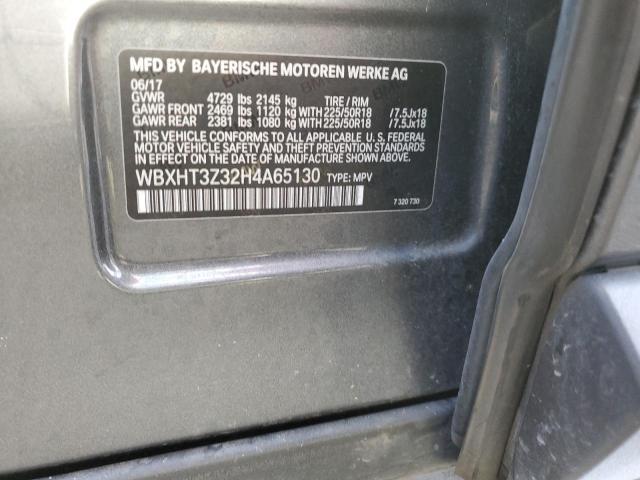 MFD BY BAYERISCHE MOTOREN WERKE AG
06/17
GVWR 4729 lbs 2145 kg TIRE / RIM
GAWR FRONT 2469 lbs 1120 kg WITH 225/50R18 /7.5Jx18
GAWR REAR 2381 lbs 1080 kg WITH 225/50R18 /7.5Jx18
THIS VEHICLE CONFORMS TO ALL APPLICABLE U. S. FEDERAL
MOTOR VEHICLE SAFETY, BUMPER, AND THEFT PREVENTION
STANDARDS IN EFFECT ON THE DATE OF MANUFACTURE SHOWN ABOVE.
WBXHT3Z32H4A65130 TYPE: MPV
7 320 730